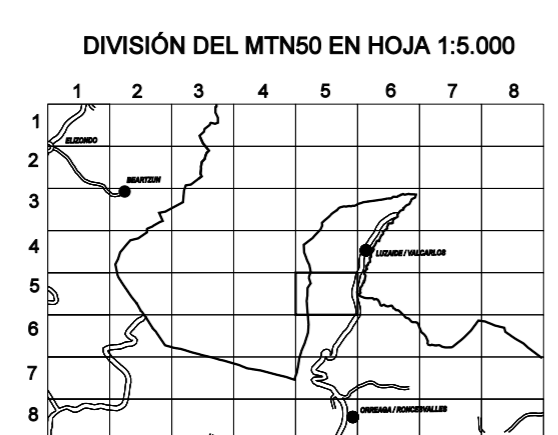 DIVISIÓN DEL MTN50 EN HOJA 1:5.000
1 2 3 4 5 6 7 8
1
ELIZONDO
2
BEARTZUN
3
4
LUZAIDE / VALCARLOS
5
6
7
8
ORREAGA / RONCESVALLES